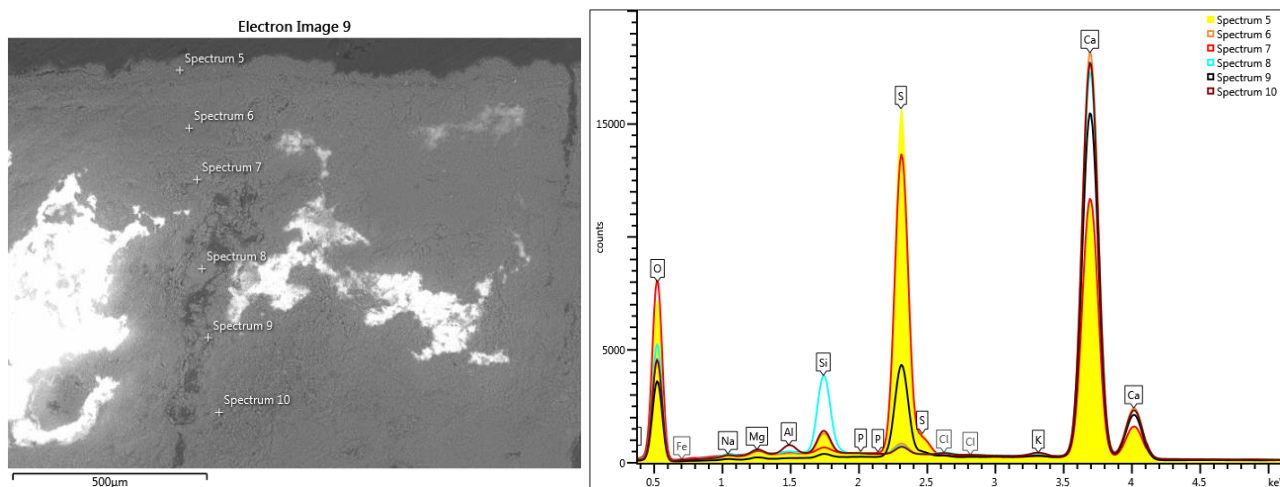 Electron Image 9
Spectrum 5
Spectrum 6
Spectrum 7
Spectrum 8
Spectrum 9
Spectrum 10
500µm
counts
15000
10000
5000
0
O
Fe
Na
Mg
Al
Si
P
P
S
S
Cl
Cl
K
Ca
Ca
0.5
1
1.5
2
2.5
3
3.5
4
4.5
ke
Spectrum 5
Spectrum 6
Spectrum 7
Spectrum 8
Spectrum 9
Spectrum 10